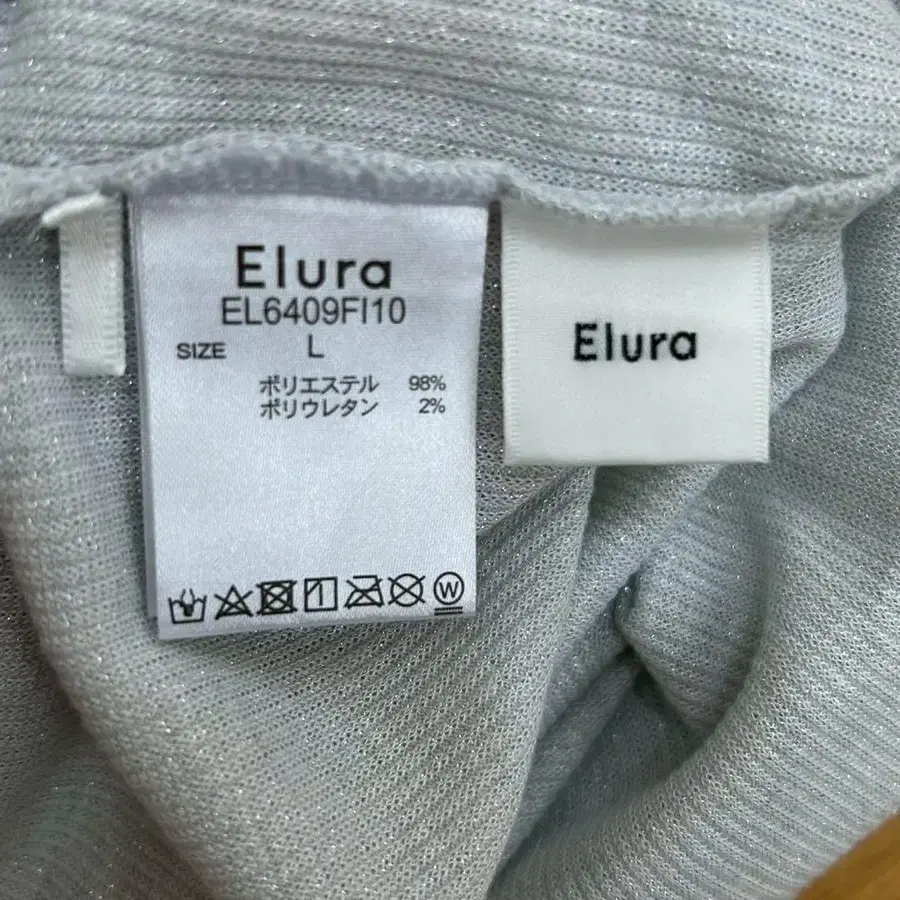 Elura
EL6409FI10
SIZE L
ポリエステル 98%
ポリウレタン 2%
W
Elura